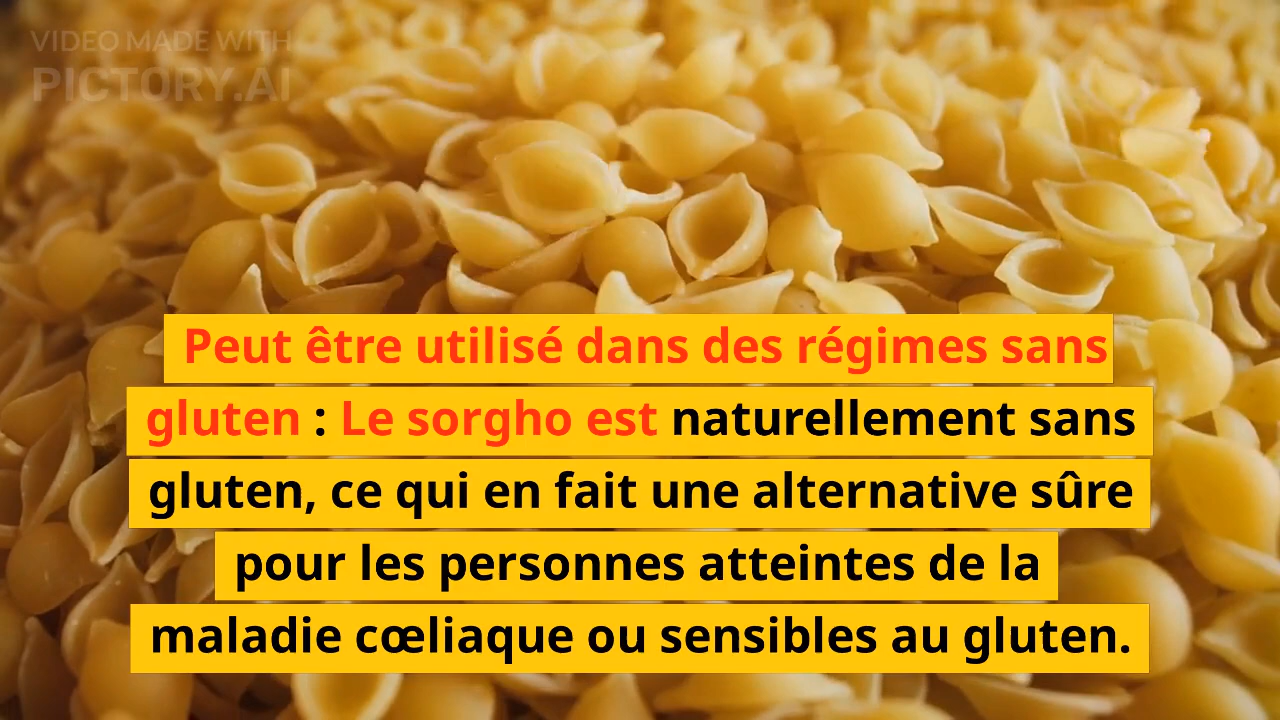 VIDEO MADE WITH
PICTORY.AI
Peut être utilisé dans des régimes sans
gluten : Le sorgho est naturellement sans
gluten, ce qui en fait une alternative sûre
pour les personnes atteintes de la
maladie cœliaque ou sensibles au gluten.